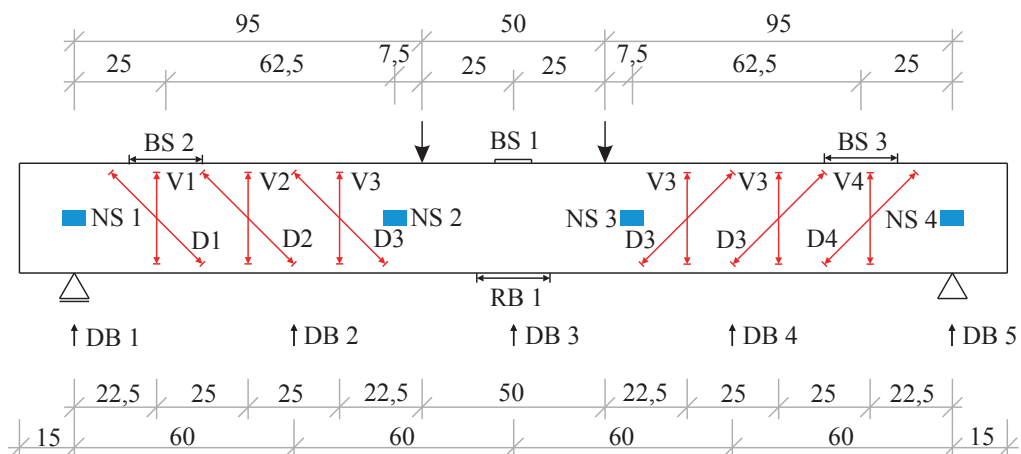 95 50 95
25 62,5 7,5 25 25 7,5 62,5 25
BS 2 BS 1 BS 3
V1 V2 V3 V3 V3 V4
NS 1 NS 2 NS 3 NS 4
D1 D2 D3 D3 D3 D4
RB 1
DB 1 DB 2 DB 3 DB 4 DB 5
22,5 25 25 22,5 50 22,5 25 25 22,5
15 60 60 60 60 15